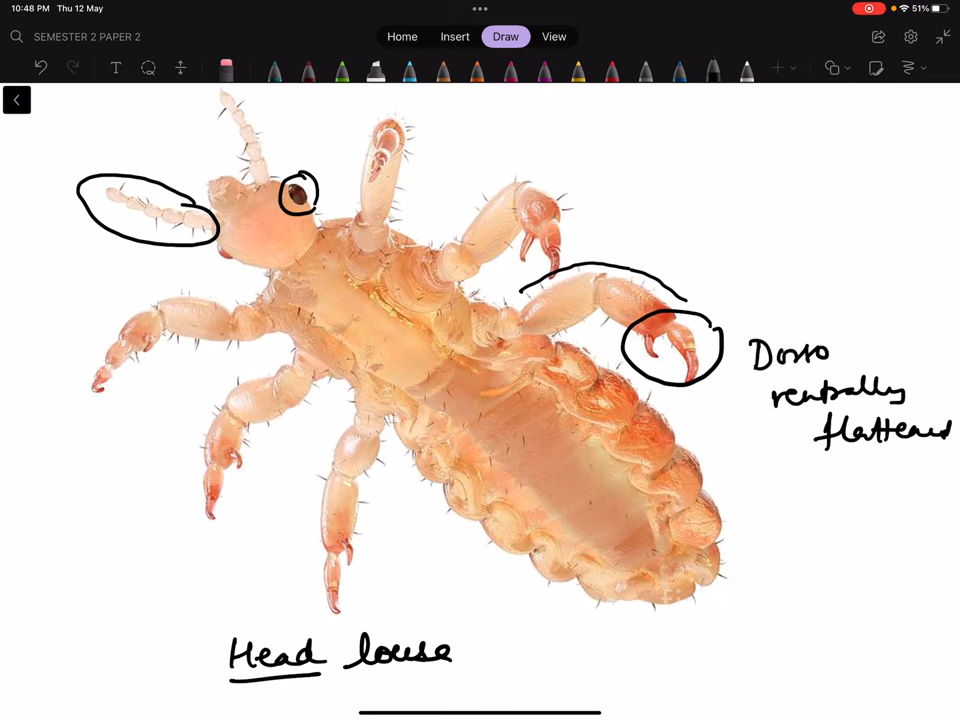 10:48 PM Thu 12 May
51%
SEMESTER 2 PAPER 2
Home Insert Draw View
Dorso
ventrally
flattened
Head louse